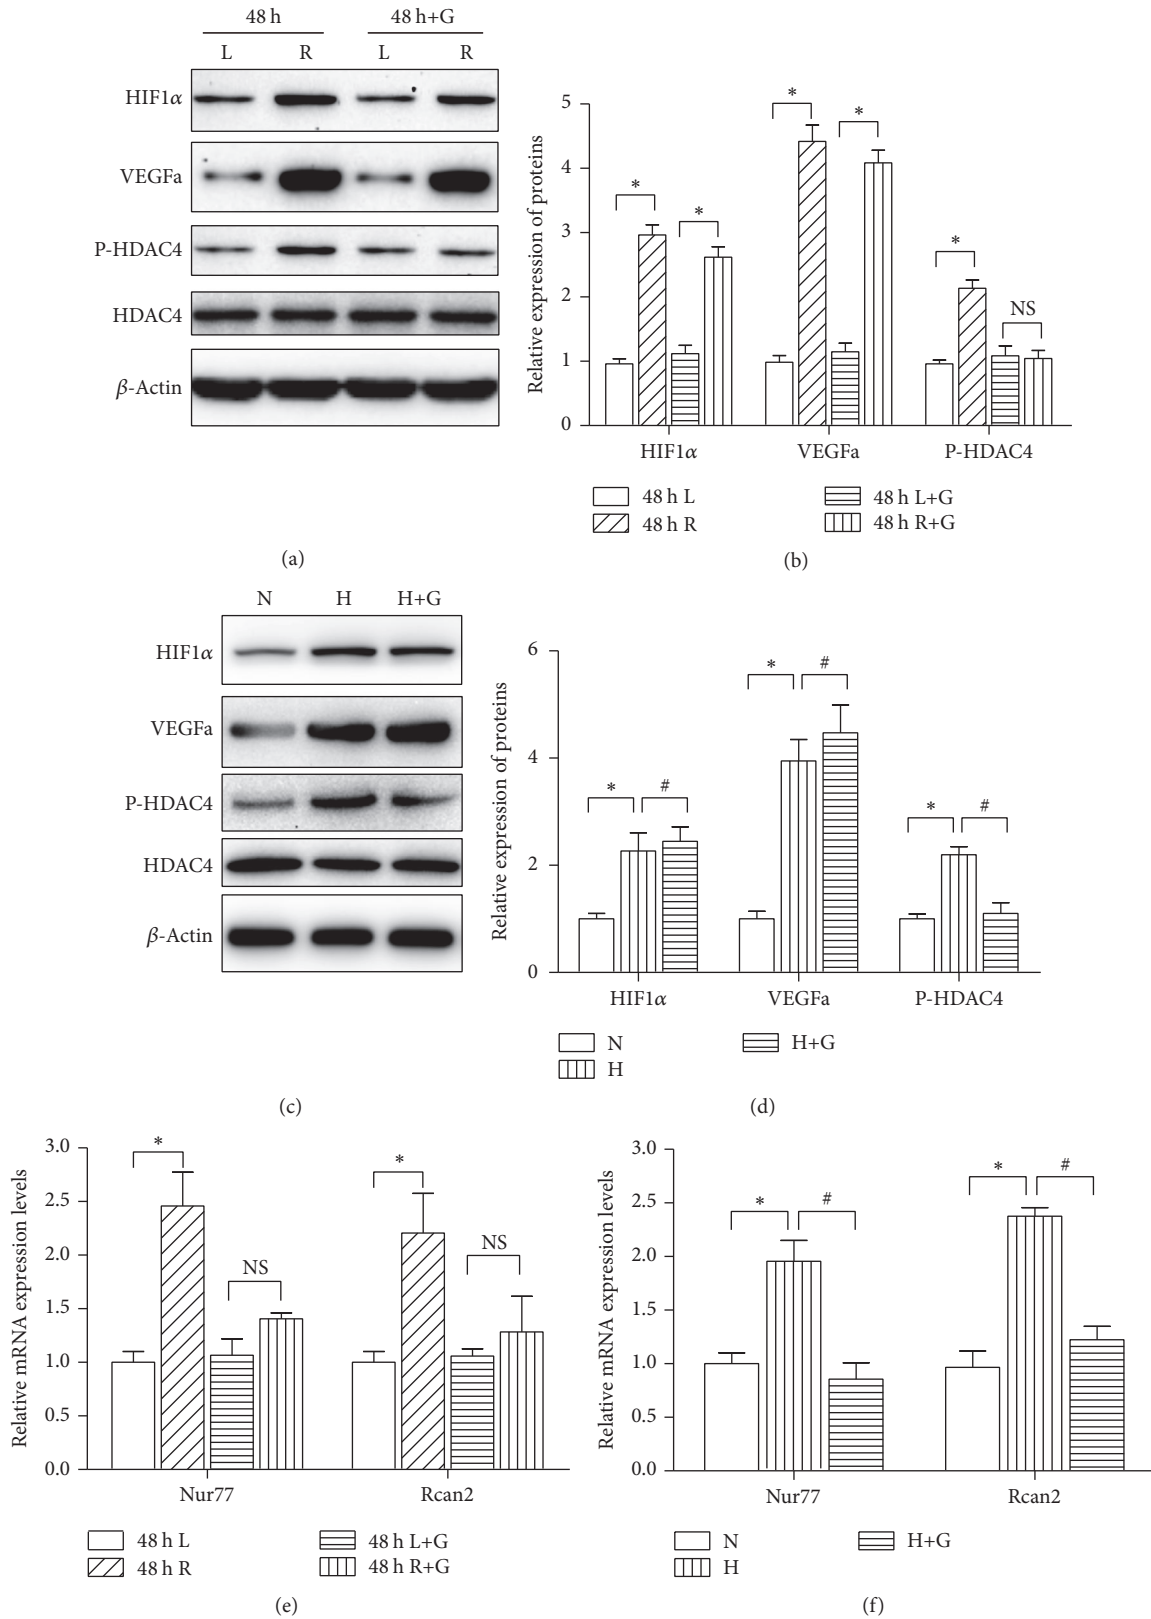 48 h 48 h+G
L R L R
HIF1α
VEGFa
P-HDAC4
HDAC4
β-Actin
(a)
Relative expression of proteins
5
4
3
2
1
0
* * * * * NS
HIF1α VEGFa P-HDAC4
48 h L 48 h L+G
48 h R 48 h R+G
(b)
N H H+G
HIF1α
VEGFa
P-HDAC4
HDAC4
β-Actin
(c)
Relative expression of proteins
6
4
2
0
* # * # * #
HIF1α VEGFa P-HDAC4
N H+G
H
(d)
Relative mRNA expression levels
3.0
2.5
2.0
1.5
1.0
0.5
0.0
* NS * NS
Nur77 Rcan2
48 h L 48 h L+G
48 h R 48 h R+G
(e)
Relative mRNA expression levels
3.0
2.5
2.0
1.5
1.0
0.5
0.0
* # * #
Nur77 Rcan2
N H+G
H
(f)